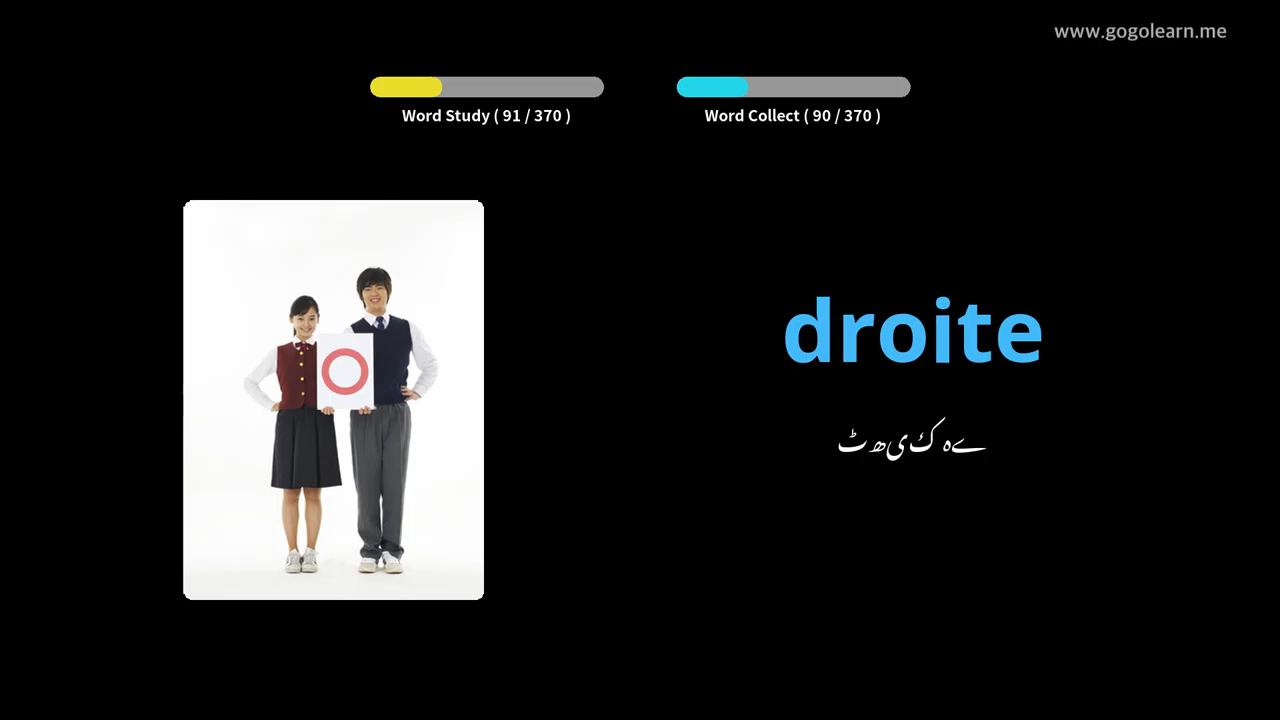 www.gogolearn.me
Word Study ( 91 / 370 )
Word Collect ( 90 / 370 )
droite
ٹھیک ہے